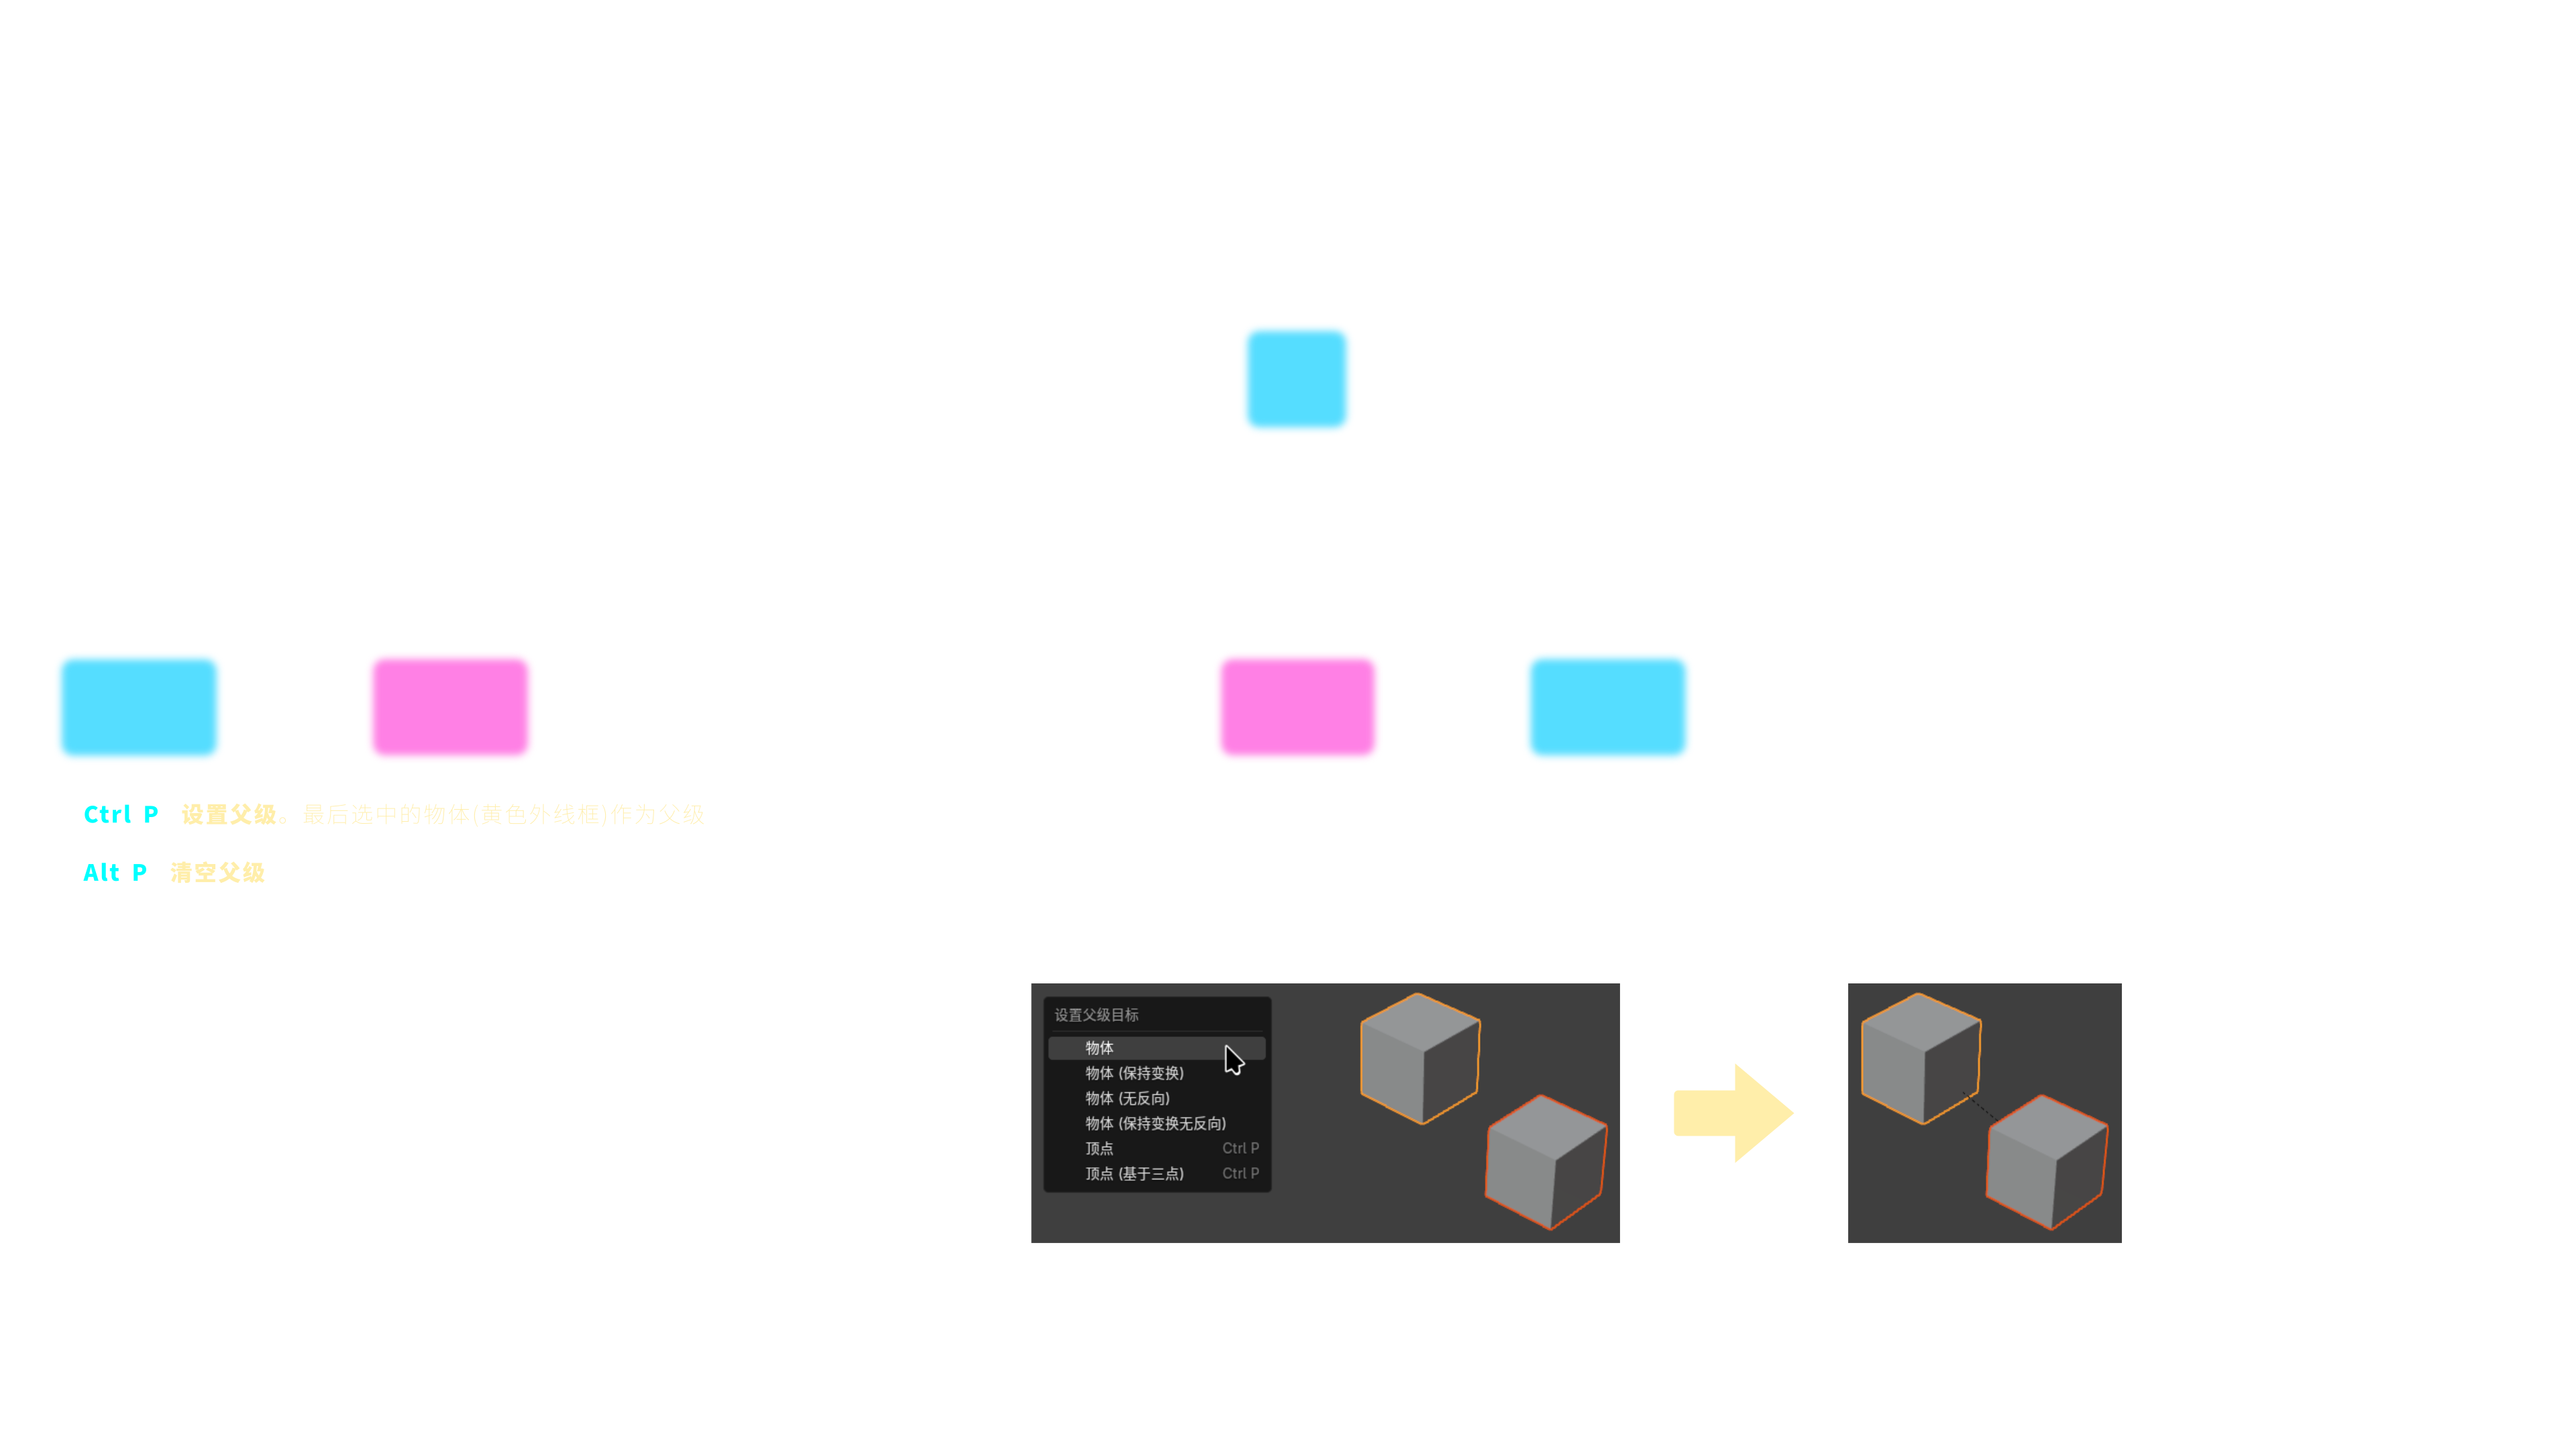 Ctrl P 设置父级。最后选中的物体(黄色外线框)作为父级
Alt P 清空父级
设置父级目标
物体
物体 (保持变换)
物体 (无反向)
物体 (保持变换无反向)
顶点 Ctrl P
顶点 (基于三点) Ctrl P